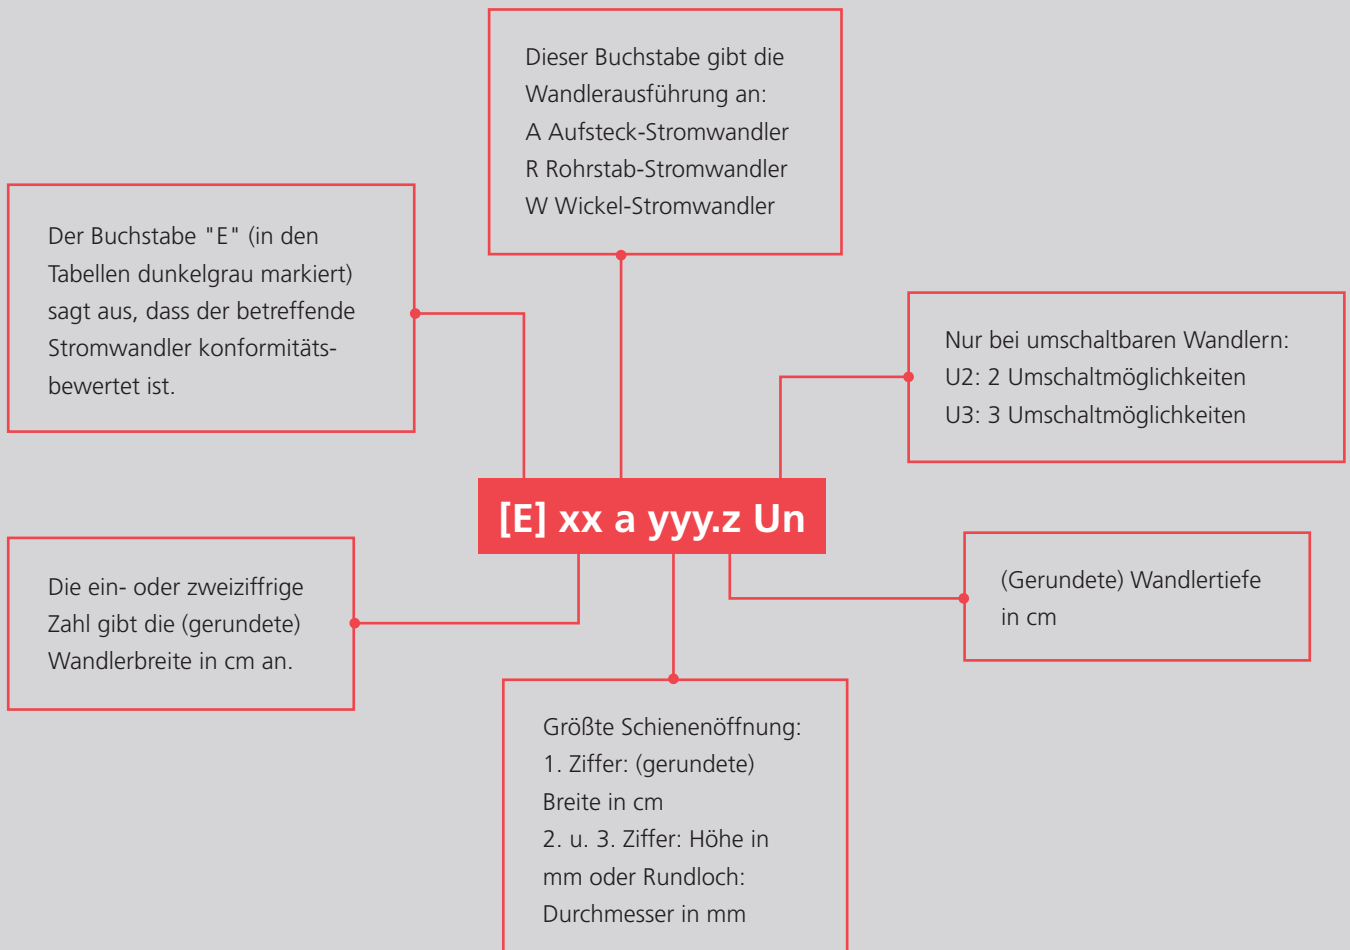 Dieser Buchstabe gibt die
Wandlerausführung an:
A Aufsteck-Stromwandler
R Rohrstab-Stromwandler
W Wickel-Stromwandler
Der Buchstabe "E" (in den
Tabellen dunkelgrau markiert)
sagt aus, dass der betreffende
Stromwandler konformitäts-
bewertet ist.
Nur bei umschaltbaren Wandlern:
U2: 2 Umschaltmöglichkeiten
U3: 3 Umschaltmöglichkeiten
[E] xx a yyy.z Un
Die ein- oder zweiziffrige
Zahl gibt die (gerundete)
Wandlerbreite in cm an.
(Gerundete) Wandlertiefe
in cm
Größte Schienenöffnung:
1. Ziffer: (gerundete)
Breite in cm
2. u. 3. Ziffer: Höhe in
mm oder Rundloch:
Durchmesser in mm